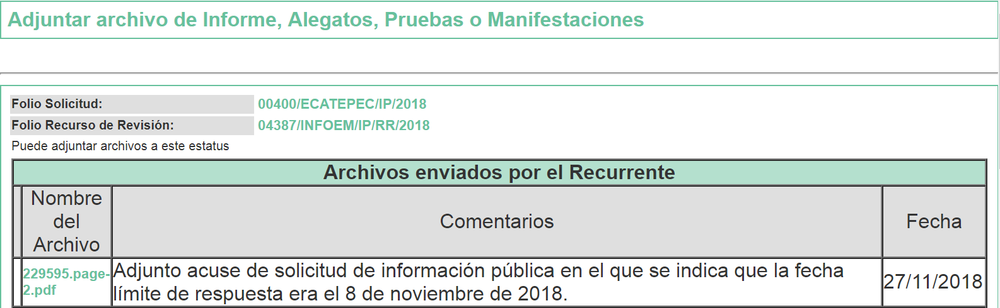 Adjuntar archivo de Informe, Alegatos, Pruebas o Manifestaciones
Folio Solicitud: 00400/ECATEPEC/IP/2018
Folio Recurso de Revisión: 04387/INFOEM/IP/RR/2018
Puede adjuntar archivos a este estatus
Archivos enviados por el Recurrente
Nombre
del
Archivo
Comentarios
Fecha
229595.page-
2.pdf
Adjunto acuse de solicitud de información pública en el que se indica que la fecha
límite de respuesta era el 8 de noviembre de 2018.
27/11/2018